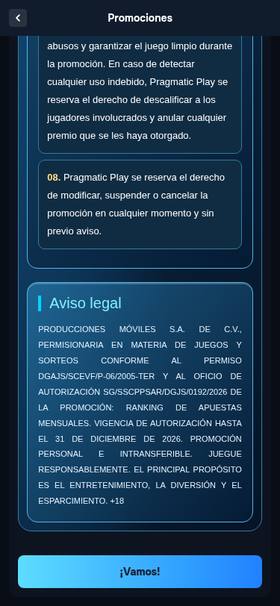 Promociones
abusos y garantizar el juego limpio durante
la promoción. En caso de detectar
cualquier uso indebido, Pragmatic Play se
reserva el derecho de descalificar a los
jugadores involucrados y anular cualquier
premio que se les haya otorgado.
08. Pragmatic Play se reserva el derecho
de modificar, suspender o cancelar la
promoción en cualquier momento y sin
previo aviso.
Aviso legal
PRODUCCIONES MÓVILES S.A. DE C.V.,
PERMISIONARIA EN MATERIA DE JUEGOS Y
SORTEOS CONFORME AL PERMISO
DGAJS/SCEVF/P-06/2005-TER Y AL OFICIO DE
AUTORIZACIÓN SG/SSCPPSAR/DGJS/0192/2026 DE
LA PROMOCIÓN: RANKING DE APUESTAS
MENSUALES. VIGENCIA DE AUTORIZACIÓN HASTA
EL 31 DE DICIEMBRE DE 2026. PROMOCIÓN
PERSONAL E INTRANSFERIBLE. JUEGUE
RESPONSABLEMENTE. EL PRINCIPAL PROPÓSITO
ES EL ENTRETENIMIENTO, LA DIVERSIÓN Y EL
ESPARCIMIENTO. +18
¡Vamos!